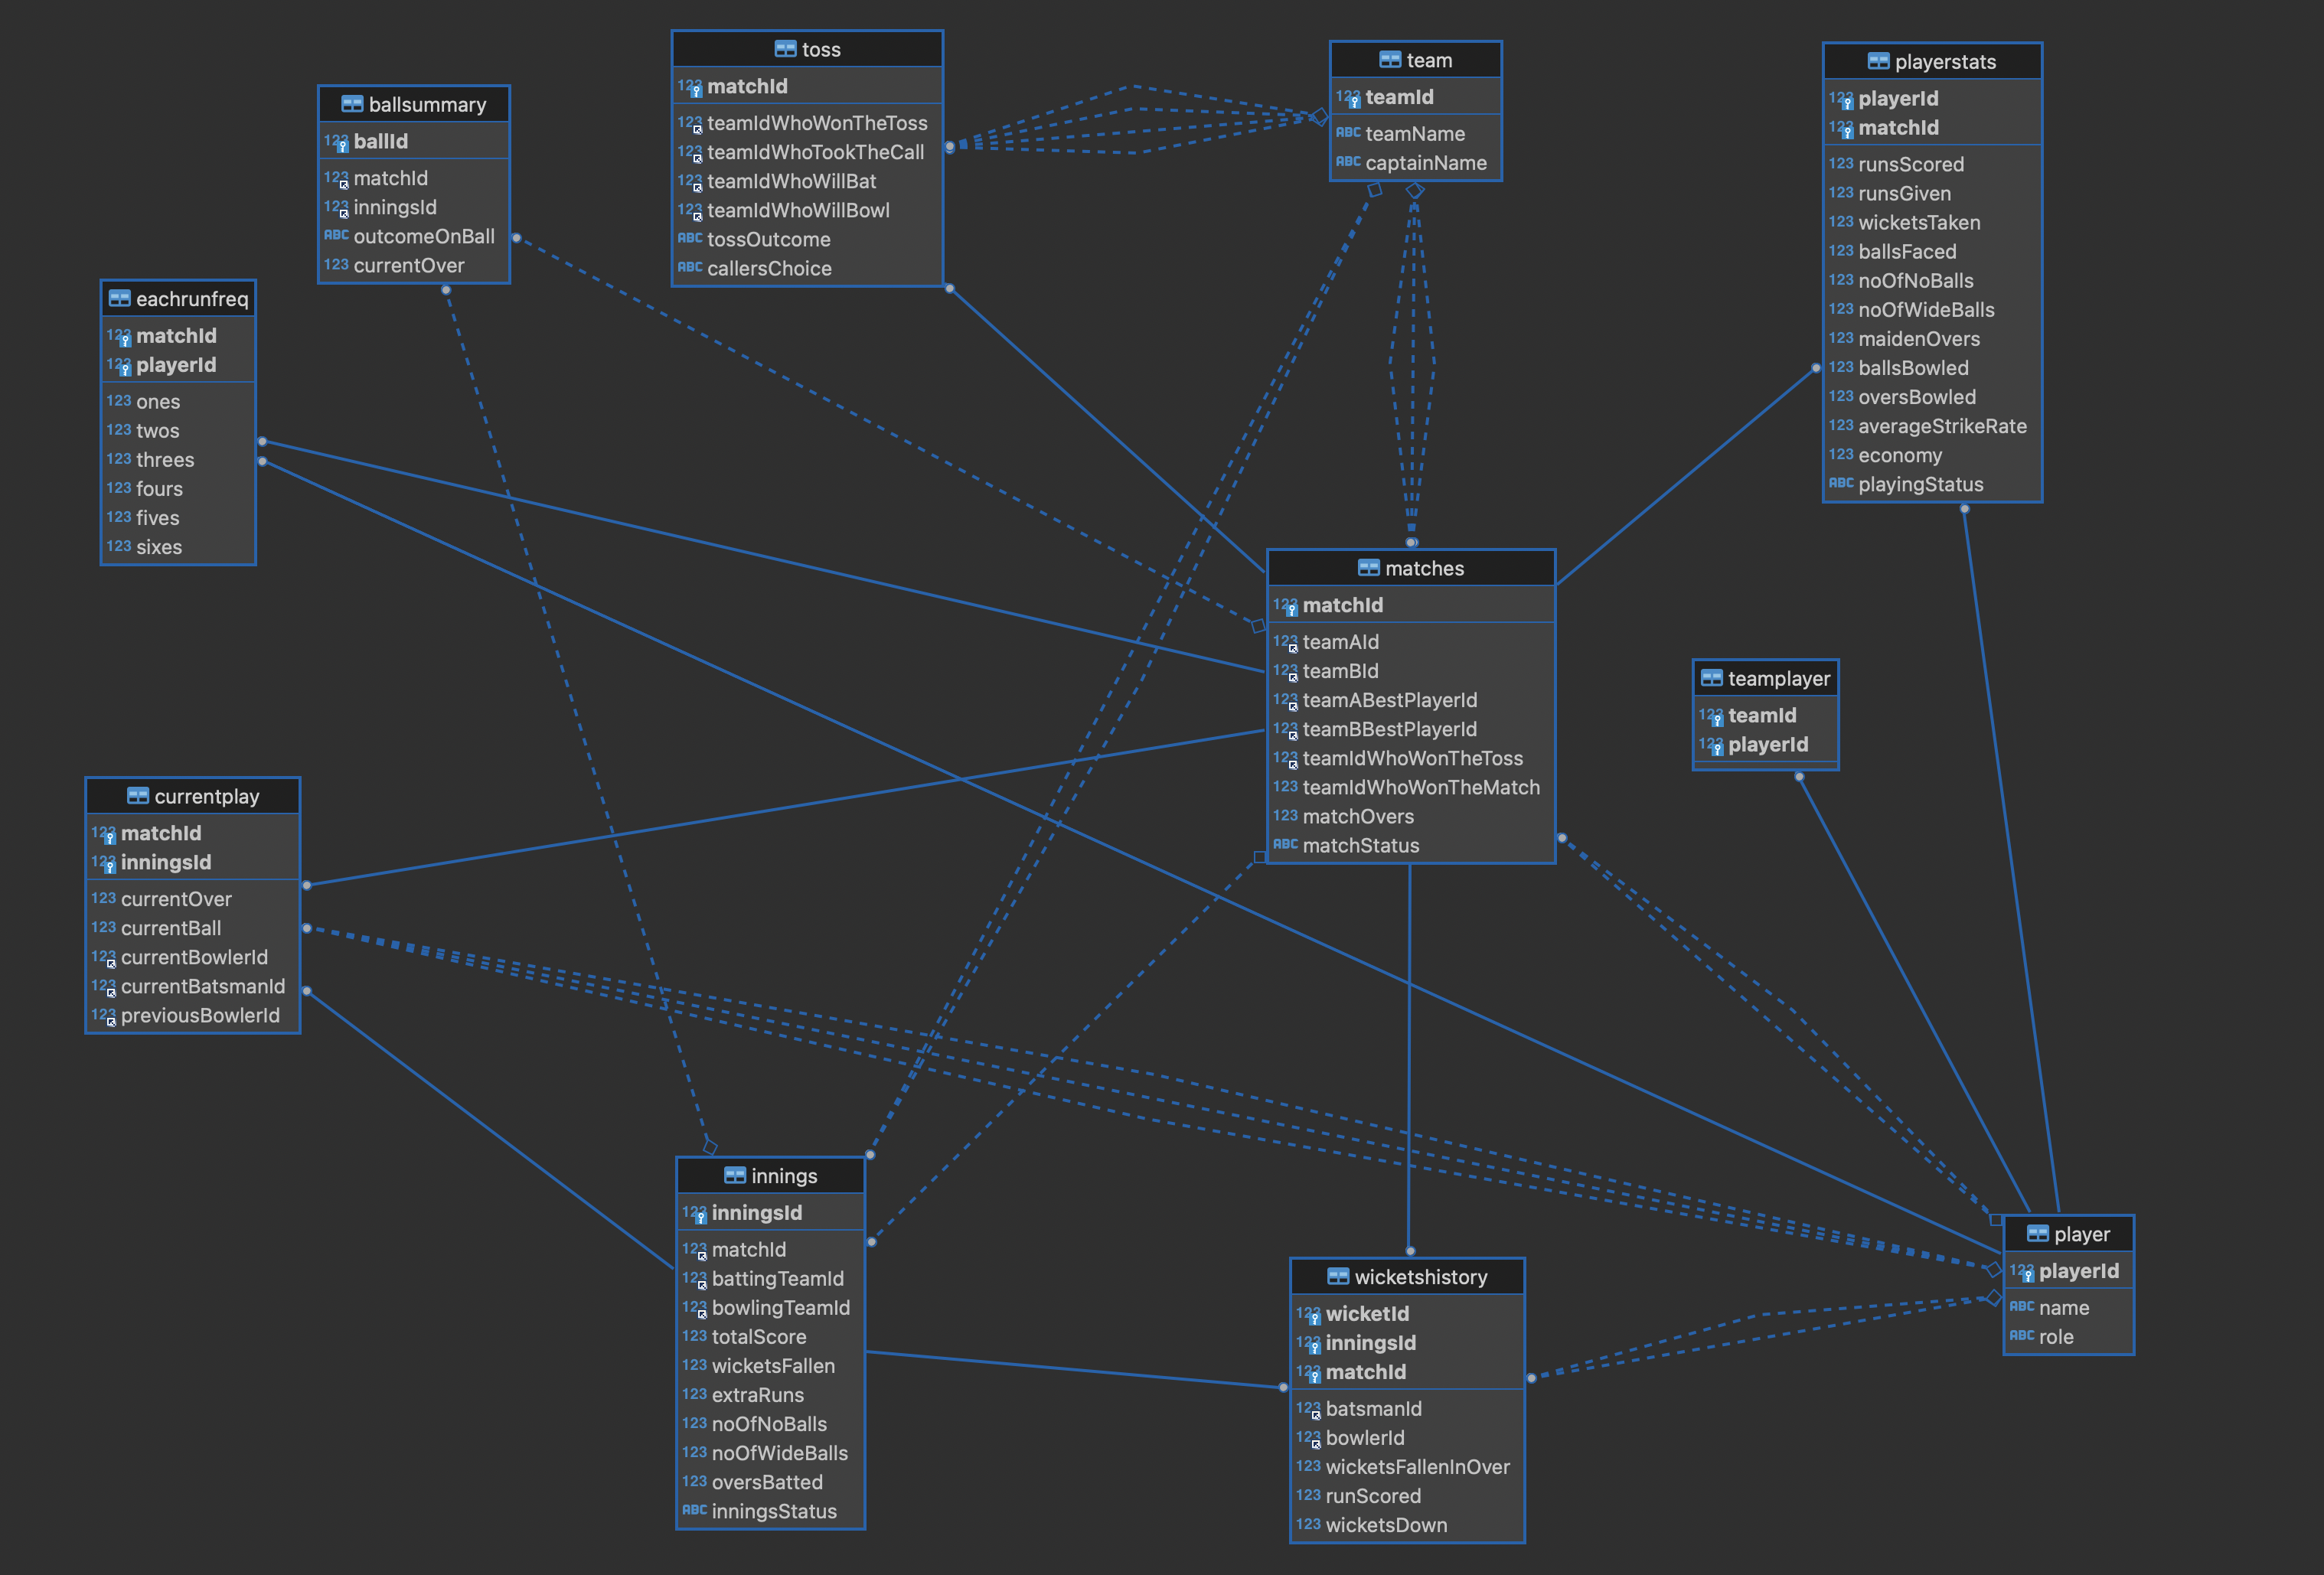 toss
123 matchId
123 teamIdWhoWonTheToss
123 teamIdWhoTookTheCall
123 teamIdWhoWillBat
123 teamIdWhoWillBowl
ABC tossOutcome
ABC callersChoice
team
123 teamId
ABC teamName
ABC captainName
playerstats
123 playerId
123 matchId
123 runsScored
123 runsGiven
123 wicketsTaken
123 ballsFaced
123 noOfNoBalls
123 noOfWideBalls
123 maidenOvers
123 ballsBowled
123 oversBowled
123 averageStrikeRate
123 economy
ABC playingStatus
ballsummary
123 ballId
123 matchId
123 inningsId
ABC outcomeOnBall
123 currentOver
eachrunfreq
123 matchId
123 playerId
123 ones
123 twos
123 threes
123 fours
123 fives
123 sixes
matches
123 matchId
123 teamAId
123 teamBId
123 teamABestPlayerId
123 teamBBestPlayerId
123 teamIdWhoWonTheToss
123 teamIdWhoWonTheMatch
123 matchOvers
ABC matchStatus
teamplayer
123 teamId
123 playerId
currentplay
123 matchId
123 inningsId
123 currentOver
123 currentBall
123 currentBowlerId
123 currentBatsmanId
123 previousBowlerId
innings
123 inningsId
123 matchId
123 battingTeamId
123 bowlingTeamId
123 totalScore
123 wicketsFallen
123 extraRuns
123 noOfNoBalls
123 noOfWideBalls
123 oversBatted
ABC inningsStatus
wicketshistory
123 wicketId
123 inningsId
123 matchId
123 batsmanId
123 bowlerId
123 wicketsFallenInOver
123 runScored
123 wicketsDown
player
123 playerId
ABC name
ABC role